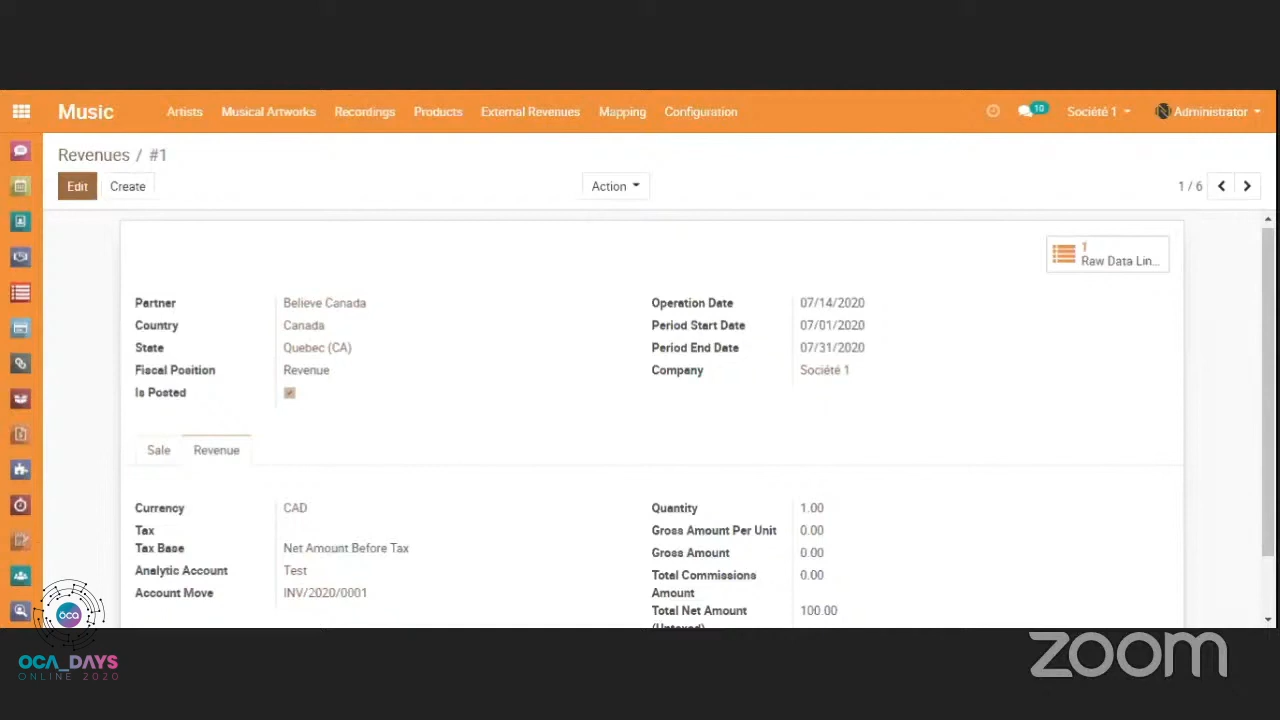 Music Artists Musical Artworks Recordings Products External Revenues Mapping Configuration 10 Société 1 Administrator
Revenues / #1
Edit Create Action 1 / 6
1
Raw Data Lin...
Partner Believe Canada Operation Date 07/14/2020
Country Canada Period Start Date 07/01/2020
State Quebec (CA) Period End Date 07/31/2020
Fiscal Position Revenue Company Société 1
Is Posted
Sale Revenue
Currency CAD Quantity 1.00
Tax Gross Amount Per Unit 0.00
Tax Base Net Amount Before Tax Gross Amount 0.00
Analytic Account Test Total Commissions Amount 0.00
Account Move INV/2020/0001 Total Net Amount (Untaxed) 100.00
oca
OCA_DAYS
ONLINE 2020
zoom